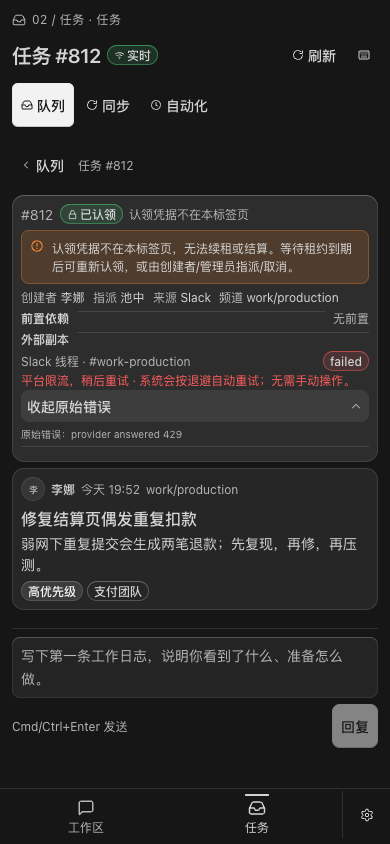 02 / 任务 · 任务
任务 #812 实时 刷新
队列 同步 自动化
队列 任务 #812
#812 已认领 认领凭据不在本标签页
认领凭据不在本标签页，无法续租或结算。等待租约到期
后可重新认领，或由创建者/管理员指派/取消。
创建者 李娜 指派 池中 来源 Slack 频道 work/production
前置依赖 无前置
外部副本
Slack 线程 · #work-production failed
平台限流，稍后重试 · 系统会按退避自动重试；无需手动操作。
收起原始错误
原始错误：provider answered 429
李 李娜 今天 19:52 work/production
修复结算页偶发重复扣款
弱网下重复提交会生成两笔退款；先复现，再修，再压
测。
高优先级 支付团队
写下第一条工作日志，说明你看到了什么、准备怎么
做。
Cmd/Ctrl+Enter 发送 回复
工作区 任务